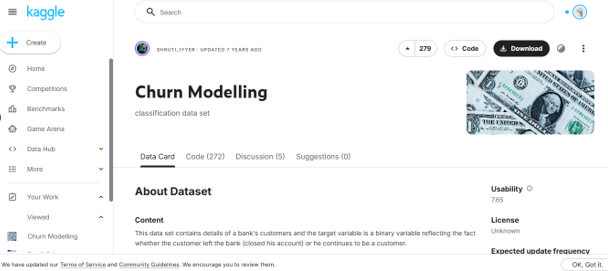 kaggle
Search
Create
SHRUTI_IYYER · UPDATED 7 YEARS AGO
279
Code
Download
Home
Competitions
Benchmarks
Game Arena
Data Hub
More
Your Work
Viewed
Churn Modelling
Churn Modelling
classification data set
Data Card
Code (272)
Discussion (5)
Suggestions (0)
About Dataset
Content
This data set contains details of a bank's customers and the target variable is a binary variable reflecting the fact
whether the customer left the bank (closed his account) or he continues to be a customer.
Usability
7.65
License
Unknown
Expected update frequency
We have updated our Terms of Service and Community Guidelines. We encourage you to review them.
OK, Got it.